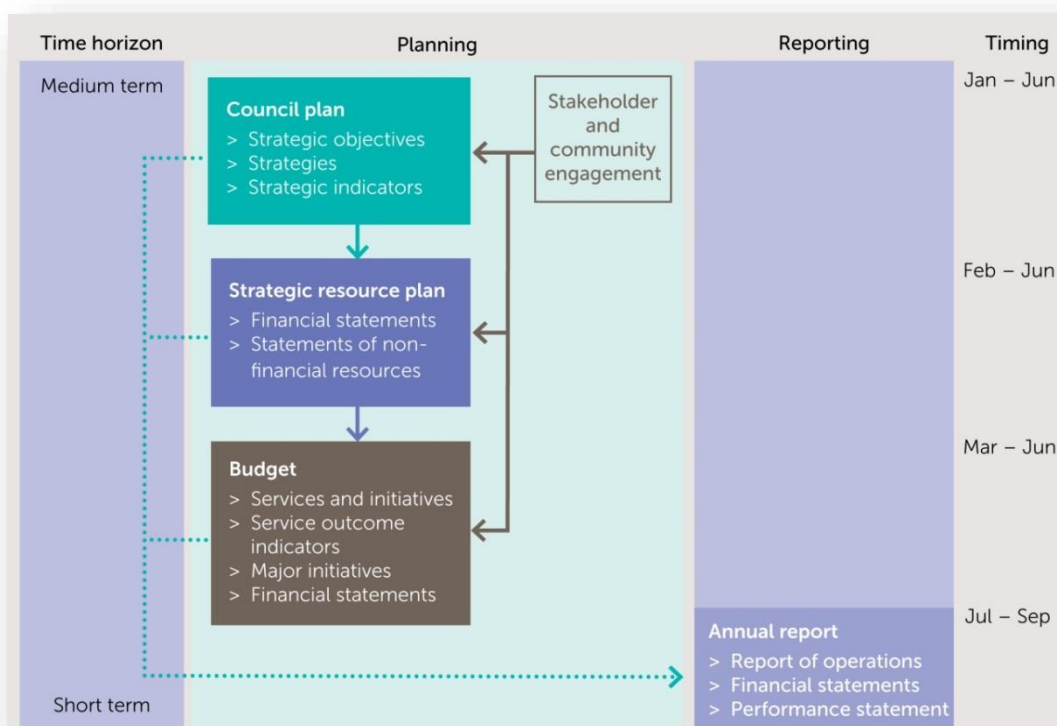 Time horizon
Planning
Reporting
Timing
Medium term
Council plan
> Strategic objectives
> Strategies
> Strategic indicators
Stakeholder
and
community
engagement
Jan – Jun
Strategic resource plan
> Financial statements
> Statements of non-
financial resources
Feb – Jun
Budget
> Services and initiatives
> Service outcome
indicators
> Major initiatives
> Financial statements
Mar – Jun
Annual report
> Report of operations
> Financial statements
> Performance statement
Jul – Sep
Short term